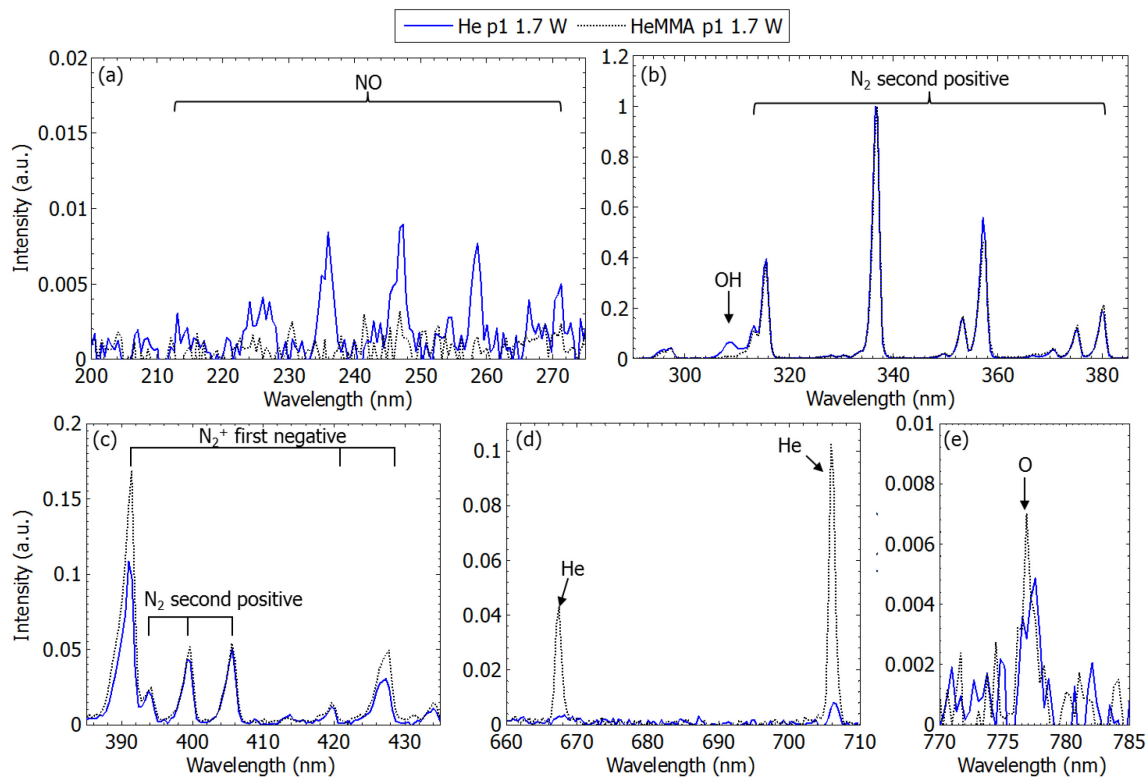 He p1 1.7 W HeMMA p1 1.7 W
(a)
NO
Intensity (a.u.)
0.02
0.015
0.01
0.005
0
200 210 220 230 240 250 260 270
Wavelength (nm)
(b)
N₂ second positive
OH
1.2
1
0.8
0.6
0.4
0.2
0
300 320 340 360 380
Wavelength (nm)
(c)
N₂⁺ first negative
N₂ second positive
Intensity (a.u.)
0.2
0.15
0.1
0.05
0
390 400 410 420 430
Wavelength (nm)
(d)
He
He
0.1
0.08
0.06
0.04
0.02
0
660 670 680 690 700 710
Wavelength (nm)
(e)
O
0.01
0.008
0.006
0.004
0.002
0
770 775 780 785
Wavelength (nm)